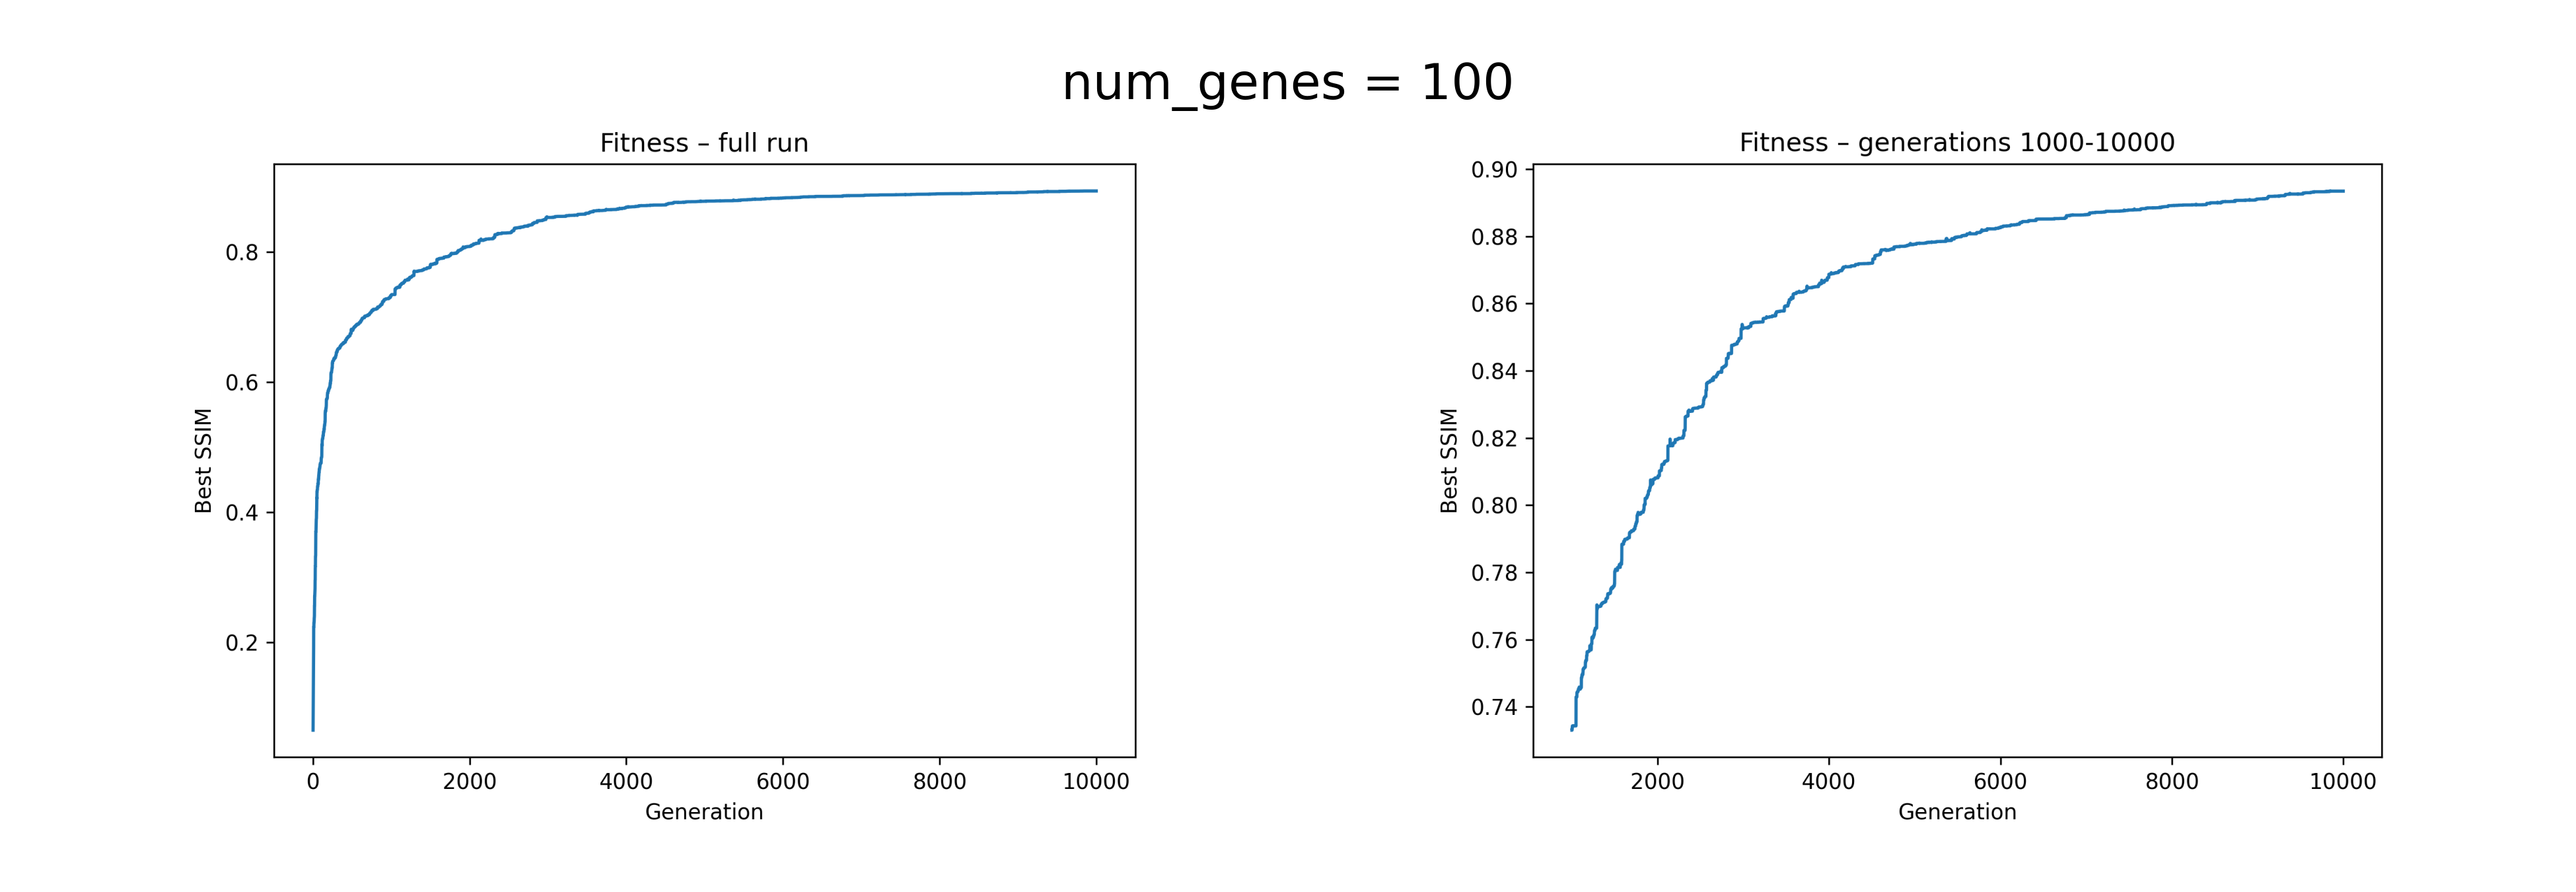 num_genes = 100
Fitness – full run
Best SSIM
0.8
0.6
0.4
0.2
0 2000 4000 6000 8000 10000
Generation
Fitness – generations 1000-10000
Best SSIM
0.90
0.88
0.86
0.84
0.82
0.80
0.78
0.76
0.74
2000 4000 6000 8000 10000
Generation